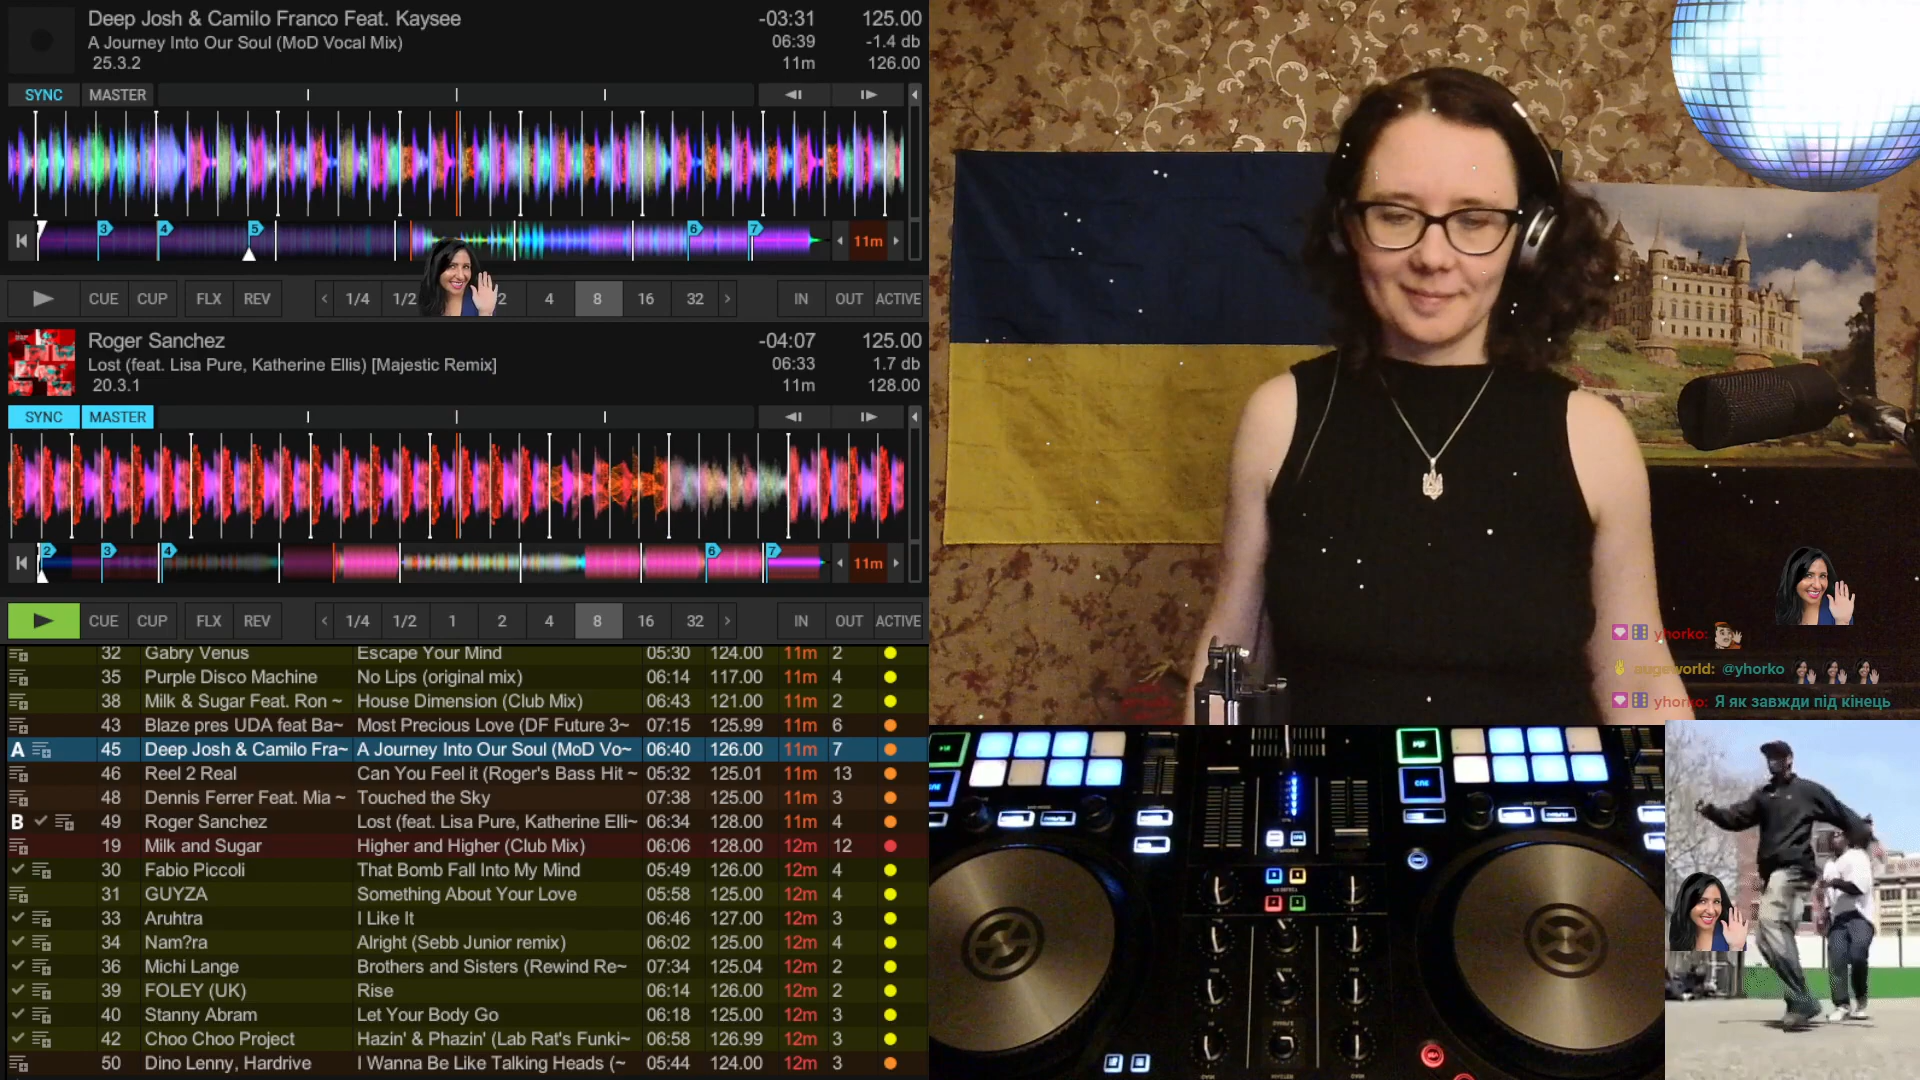 Deep Josh & Camilo Franco Feat. Kaysee -03:31 125.00
A Journey Into Our Soul (MoD Vocal Mix) 06:39 -1.4 db
25.3.2 11m 126.00
SYNC MASTER
3 4 5 6 7 11m
CUE CUP FLX REV 1/4 1/2 2 4 8 16 32 IN OUT ACTIVE
Roger Sanchez -04:07 125.00
Lost (feat. Lisa Pure, Katherine Ellis) [Majestic Remix] 06:33 1.7 db
20.3.1 11m 128.00
SYNC MASTER
2 3 4 6 7 11m
CUE CUP FLX REV 1/4 1/2 1 2 4 8 16 32 IN OUT ACTIVE
32 Gabry Venus Escape Your Mind 05:30 124.00 11m 2
35 Purple Disco Machine No Lips (original mix) 06:14 117.00 11m 4
38 Milk & Sugar Feat. Ron ~ House Dimension (Club Mix) 06:43 121.00 11m 2
43 Blaze pres UDA feat Ba~ Most Precious Love (DF Future 3~ 07:15 125.99 11m 6
A 45 Deep Josh & Camilo Fra~ A Journey Into Our Soul (MoD Vo~ 06:40 126.00 11m 7
46 Reel 2 Real Can You Feel it (Roger's Bass Hit ~ 05:32 125.01 11m 13
48 Dennis Ferrer Feat. Mia ~ Touched the Sky 07:38 125.00 11m 3
B 49 Roger Sanchez Lost (feat. Lisa Pure, Katherine Elli~ 06:34 128.00 11m 4
19 Milk and Sugar Higher and Higher (Club Mix) 06:06 128.00 12m 12
30 Fabio Piccoli That Bomb Fall Into My Mind 05:49 126.00 12m 4
31 GUYZA Something About Your Love 05:58 125.00 12m 4
33 Aruhtra I Like It 06:46 127.00 12m 3
34 Nam?ra Alright (Sebb Junior remix) 06:02 125.00 12m 4
36 Michi Lange Brothers and Sisters (Rewind Re~ 07:34 125.04 12m 2
39 FOLEY (UK) Rise 06:14 126.00 12m 2
40 Stanny Abram Let Your Body Go 06:18 125.00 12m 3
42 Choo Choo Project Hazin' & Phazin' (Lab Rat's Funki~ 06:58 126.99 12m 3
50 Dino Lenny, Hardrive I Wanna Be Like Talking Heads (~ 05:44 124.00 12m 3
yhorko:
augeworld: @yhorko
yhorko: Я як завжди під кінець